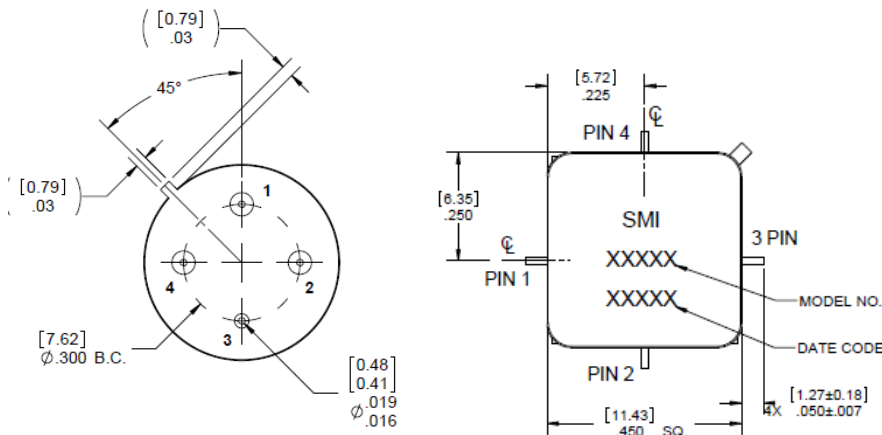 [0.79]
.03
45°
[0.79]
.03
1
2
3
4
[7.62]
Ø.300 B.C.
[0.48]
[0.41]
Ø .019
.016
[5.72]
.225
℄
PIN 4
[6.35]
.250
℄
PIN 1
SMI
XXXXX
XXXXX
3 PIN
MODEL NO.
DATE CODE
PIN 2
[1.27±0.18]
4X .050±.007
[11.43]
.450 SQ.